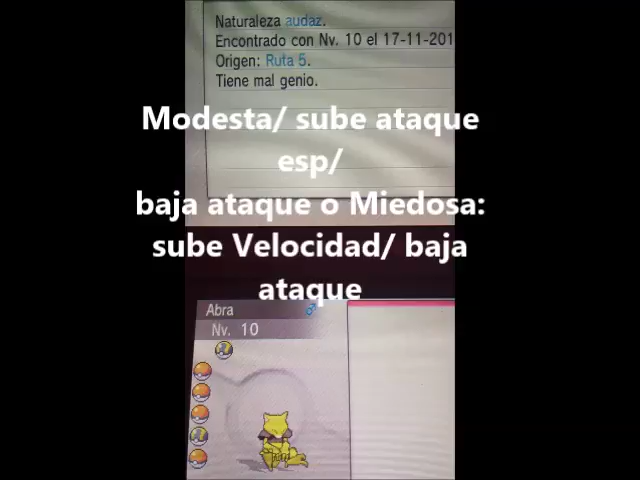 Naturaleza audaz.
Encontrado con Nv. 10 el 17-11-201
Origen: Ruta 5.
Tiene mal genio.
Modesta/ sube ataque
esp/
baja ataque o Miedosa:
sube Velocidad/ baja
ataque
Abra ♂
Nv. 10